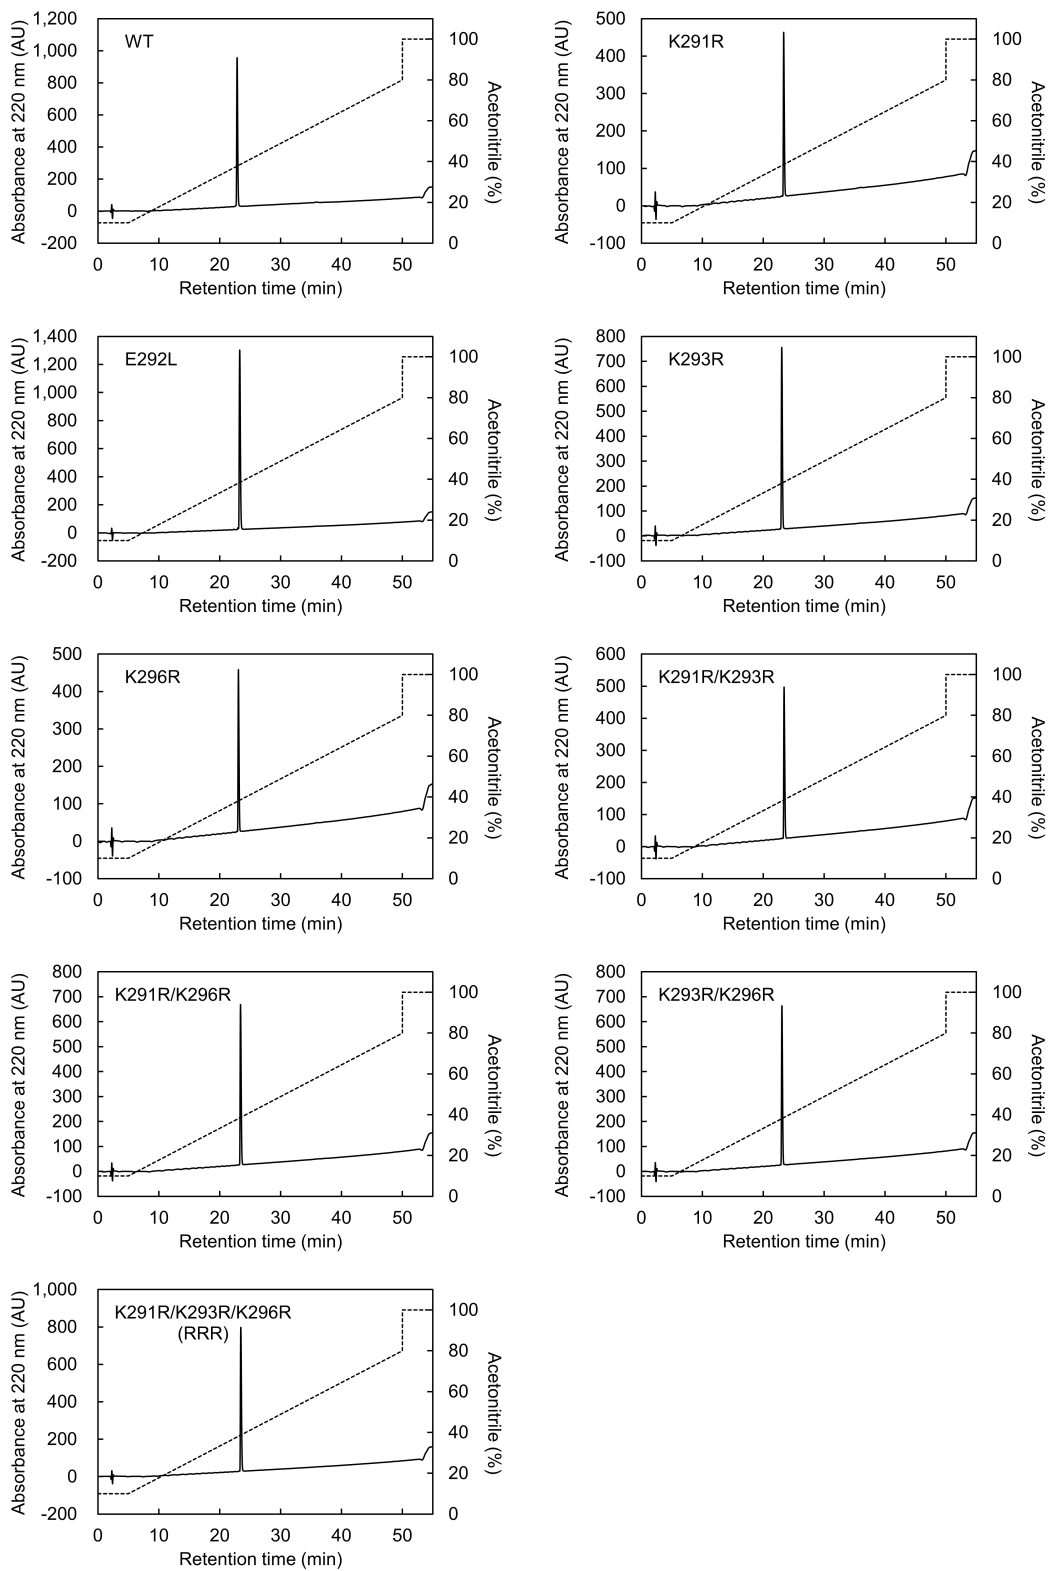 WT
Absorbance at 220 nm (AU)
1,200
1,000
800
600
400
200
0
-200
0 10 20 30 40 50
Retention time (min)
100
80
60
40
20
0
Acetonitrile (%)
K291R
Absorbance at 220 nm (AU)
500
400
300
200
100
0
-100
0 10 20 30 40 50
Retention time (min)
100
80
60
40
20
0
Acetonitrile (%)
E292L
Absorbance at 220 nm (AU)
1,400
1,200
1,000
800
600
400
200
0
-200
0 10 20 30 40 50
Retention time (min)
100
80
60
40
20
0
Acetonitrile (%)
K293R
Absorbance at 220 nm (AU)
800
700
600
500
400
300
200
100
0
-100
0 10 20 30 40 50
Retention time (min)
100
80
60
40
20
0
Acetonitrile (%)
K296R
Absorbance at 220 nm (AU)
500
400
300
200
100
0
-100
0 10 20 30 40 50
Retention time (min)
100
80
60
40
20
0
Acetonitrile (%)
K291R/K293R
Absorbance at 220 nm (AU)
600
500
400
300
200
100
0
-100
0 10 20 30 40 50
Retention time (min)
100
80
60
40
20
0
Acetonitrile (%)
K291R/K296R
Absorbance at 220 nm (AU)
800
700
600
500
400
300
200
100
0
-100
0 10 20 30 40 50
Retention time (min)
100
80
60
40
20
0
Acetonitrile (%)
K293R/K296R
Absorbance at 220 nm (AU)
800
700
600
500
400
300
200
100
0
-100
0 10 20 30 40 50
Retention time (min)
100
80
60
40
20
0
Acetonitrile (%)
K291R/K293R/K296R
(RRR)
Absorbance at 220 nm (AU)
1,000
800
600
400
200
0
-200
0 10 20 30 40 50
Retention time (min)
100
80
60
40
20
0
Acetonitrile (%)